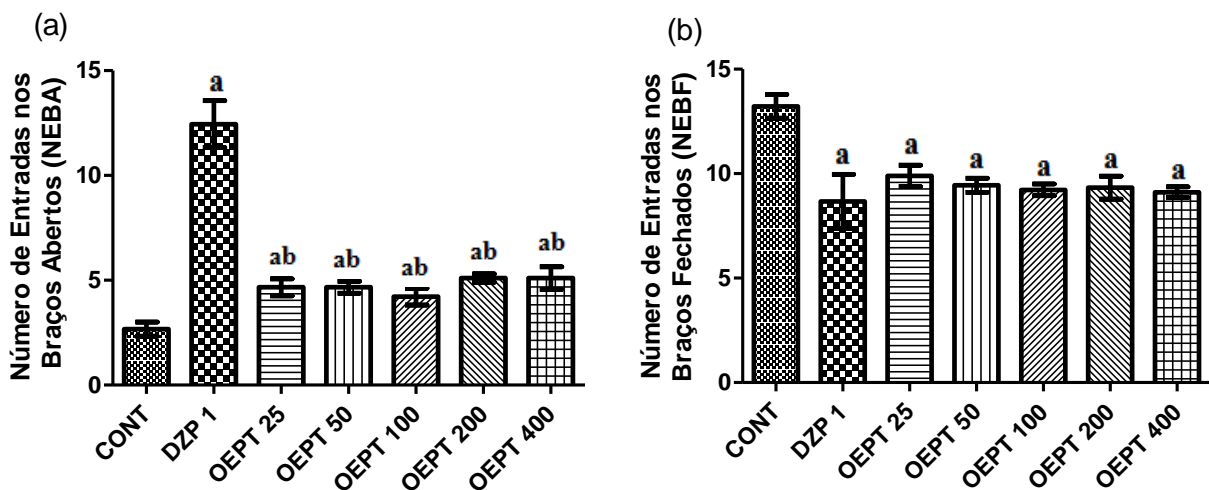 (a)
Número de Entradas nos
Braços Abertos (NEBA)
15
10
5
0
a
ab
ab
ab
ab
ab
CONT
DZP 1
OEPT 25
OEPT 50
OEPT 100
OEPT 200
OEPT 400
(b)
Número de Entradas nos
Braços Fechados (NEBF)
15
10
5
0
a
a
a
a
a
a
CONT
DZP 1
OEPT 25
OEPT 50
OEPT 100
OEPT 200
OEPT 400